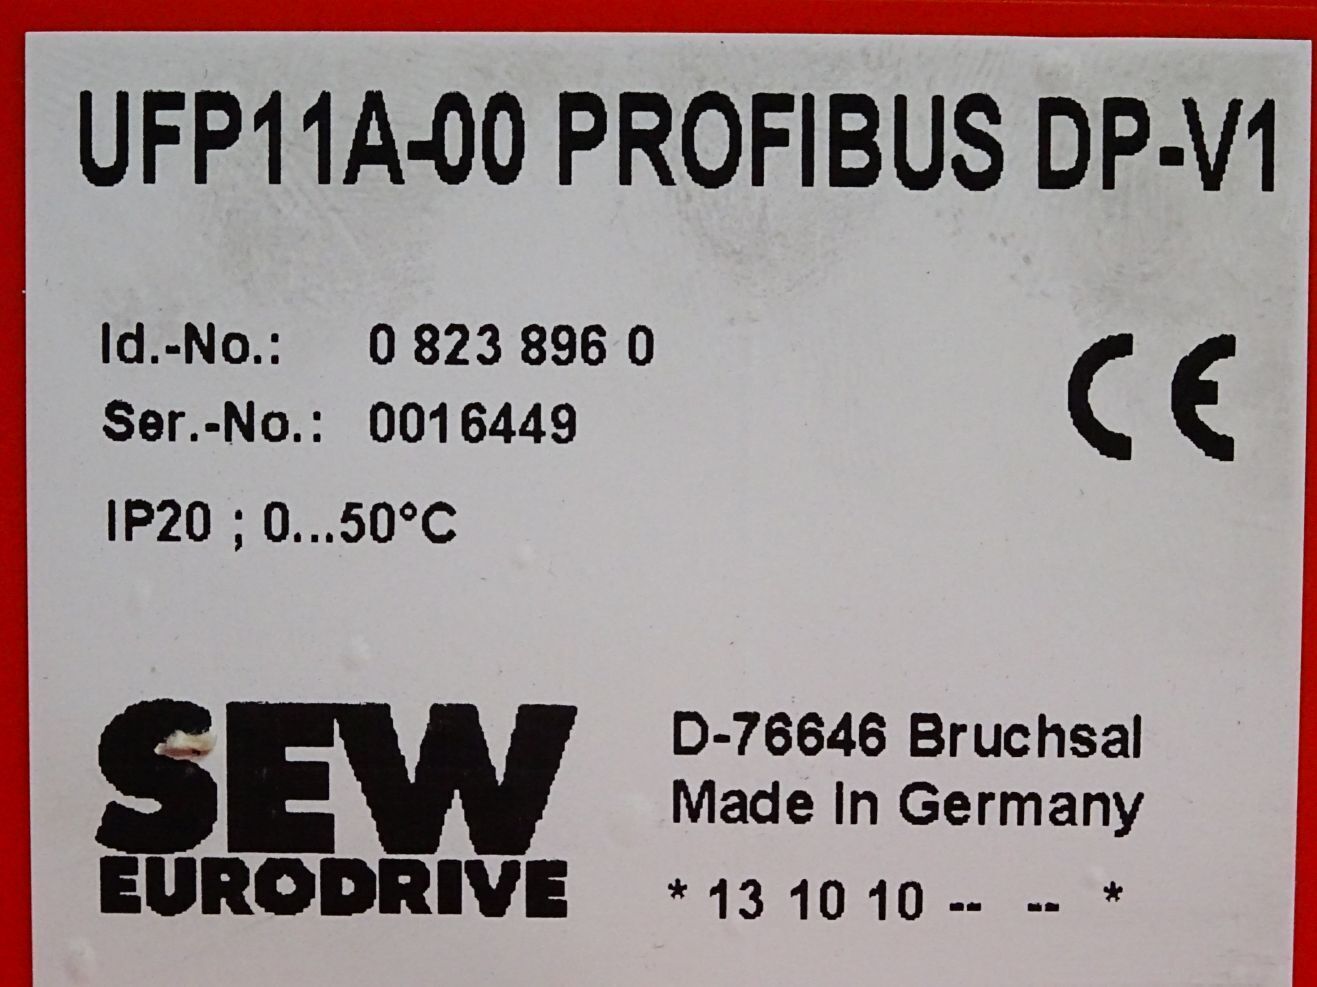 UFP11A-00 PROFIBUS DP-V1
Id.-No.: 0 823 896 0
Ser.-No.: 0016449
CE
IP20 ; 0...50°C
SEW
EURODRIVE
D-76646 Bruchsal
Made In Germany
* 13 10 10 -- -- *